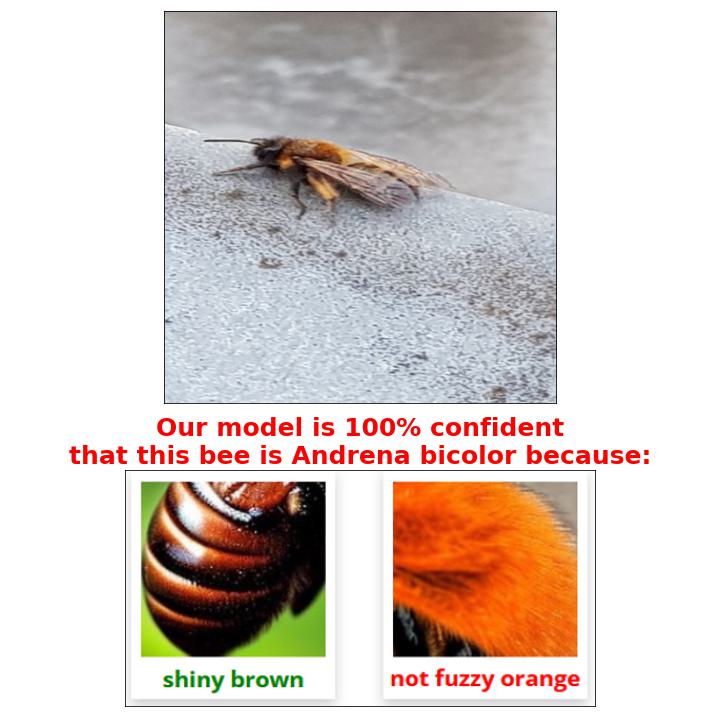 Our model is 100% confident
that this bee is Andrena bicolor because:
shiny brown
not fuzzy orange